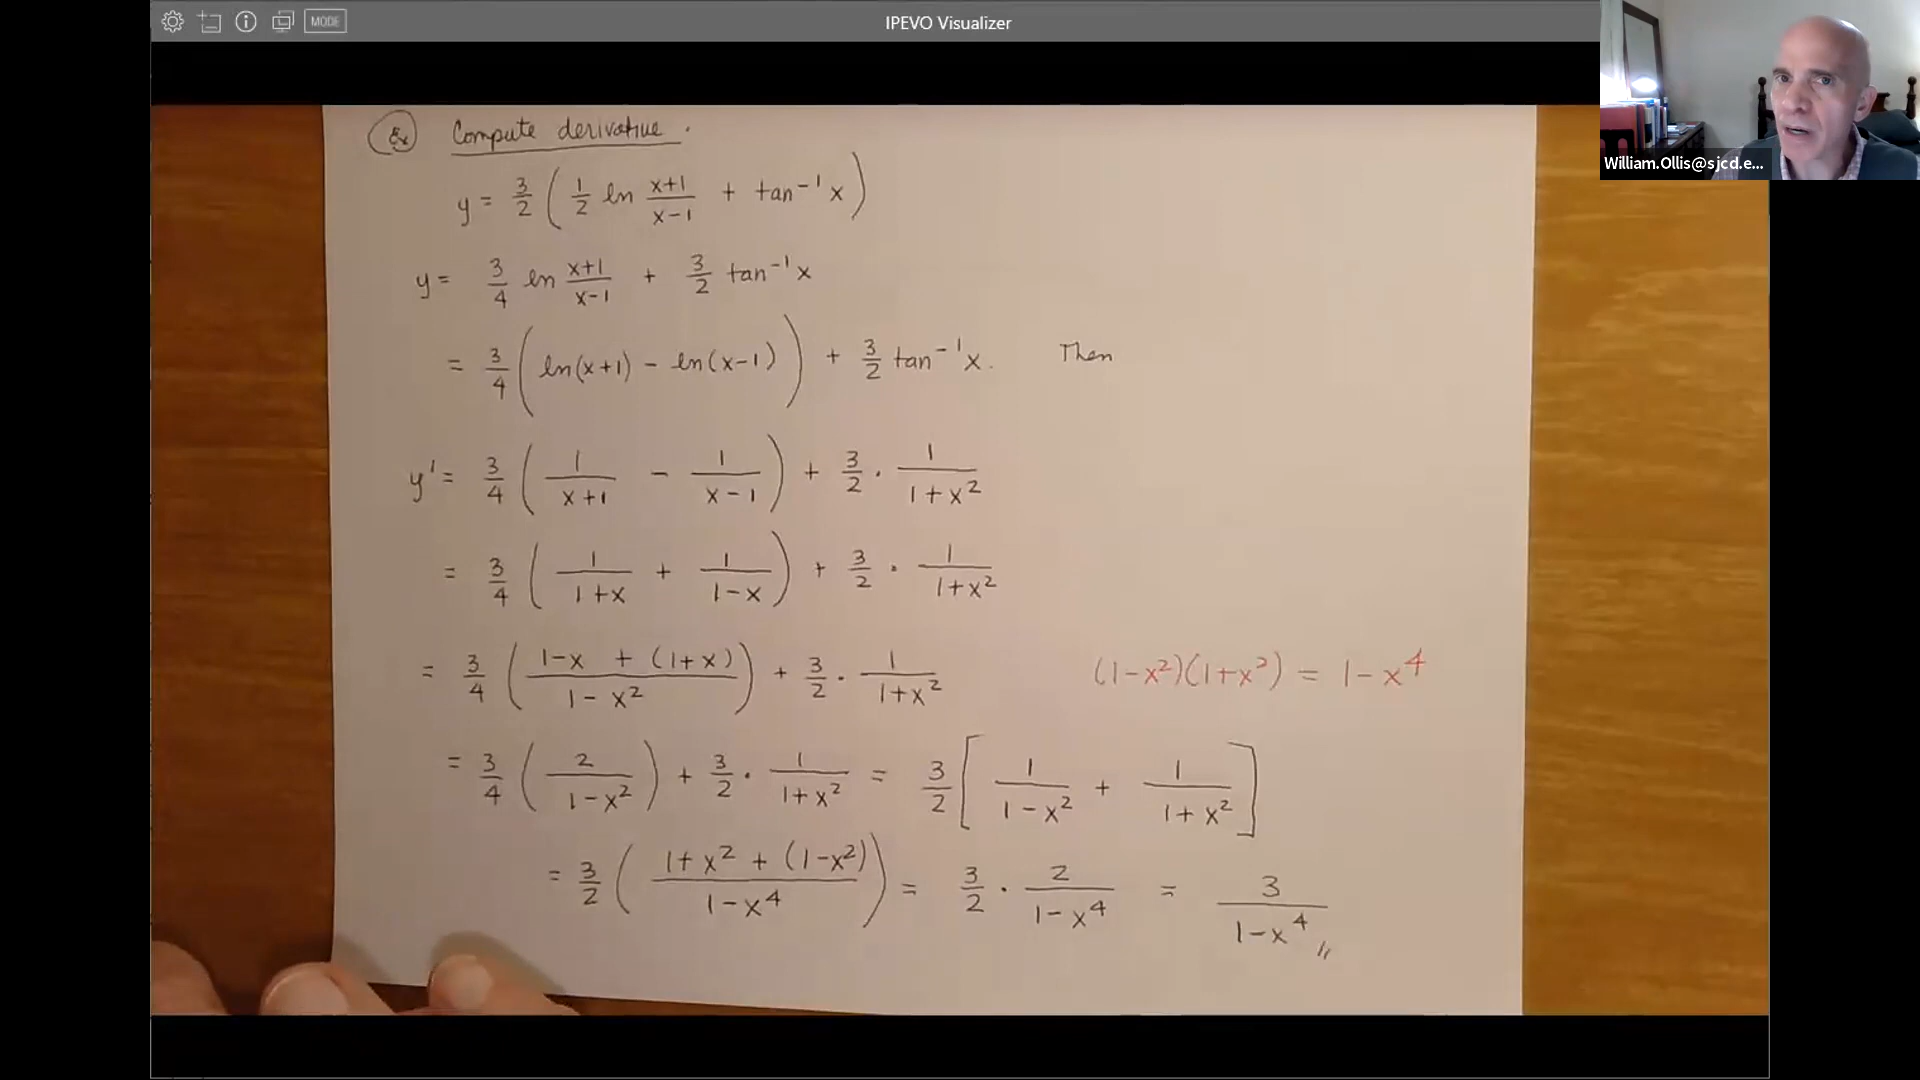 MODE
IPEVO Visualizer
William.Ollis@sjcd.e...
Ex Compute derivative.
y = 3/2 ( 1/2 ln (x+1)/(x-1) + tan⁻¹ x )
y = 3/4 ln (x+1)/(x-1) + 3/2 tan⁻¹ x
= 3/4 ( ln(x+1) - ln(x-1) ) + 3/2 tan⁻¹ x. Then
y' = 3/4 ( 1/(x+1) - 1/(x-1) ) + 3/2 · 1/(1+x²)
= 3/4 ( 1/(1+x) + 1/(1-x) ) + 3/2 · 1/(1+x²)
= 3/4 ( (1-x + (1+x))/(1-x²) ) + 3/2 · 1/(1+x²) (1-x²)(1+x²) = 1-x⁴
= 3/4 ( 2/(1-x²) ) + 3/2 · 1/(1+x²) = 3/2 [ 1/(1-x²) + 1/(1+x²) ]
= 3/2 ( (1+x² + (1-x²))/(1-x⁴) ) = 3/2 · 2/(1-x⁴) = 3/(1-x⁴) //